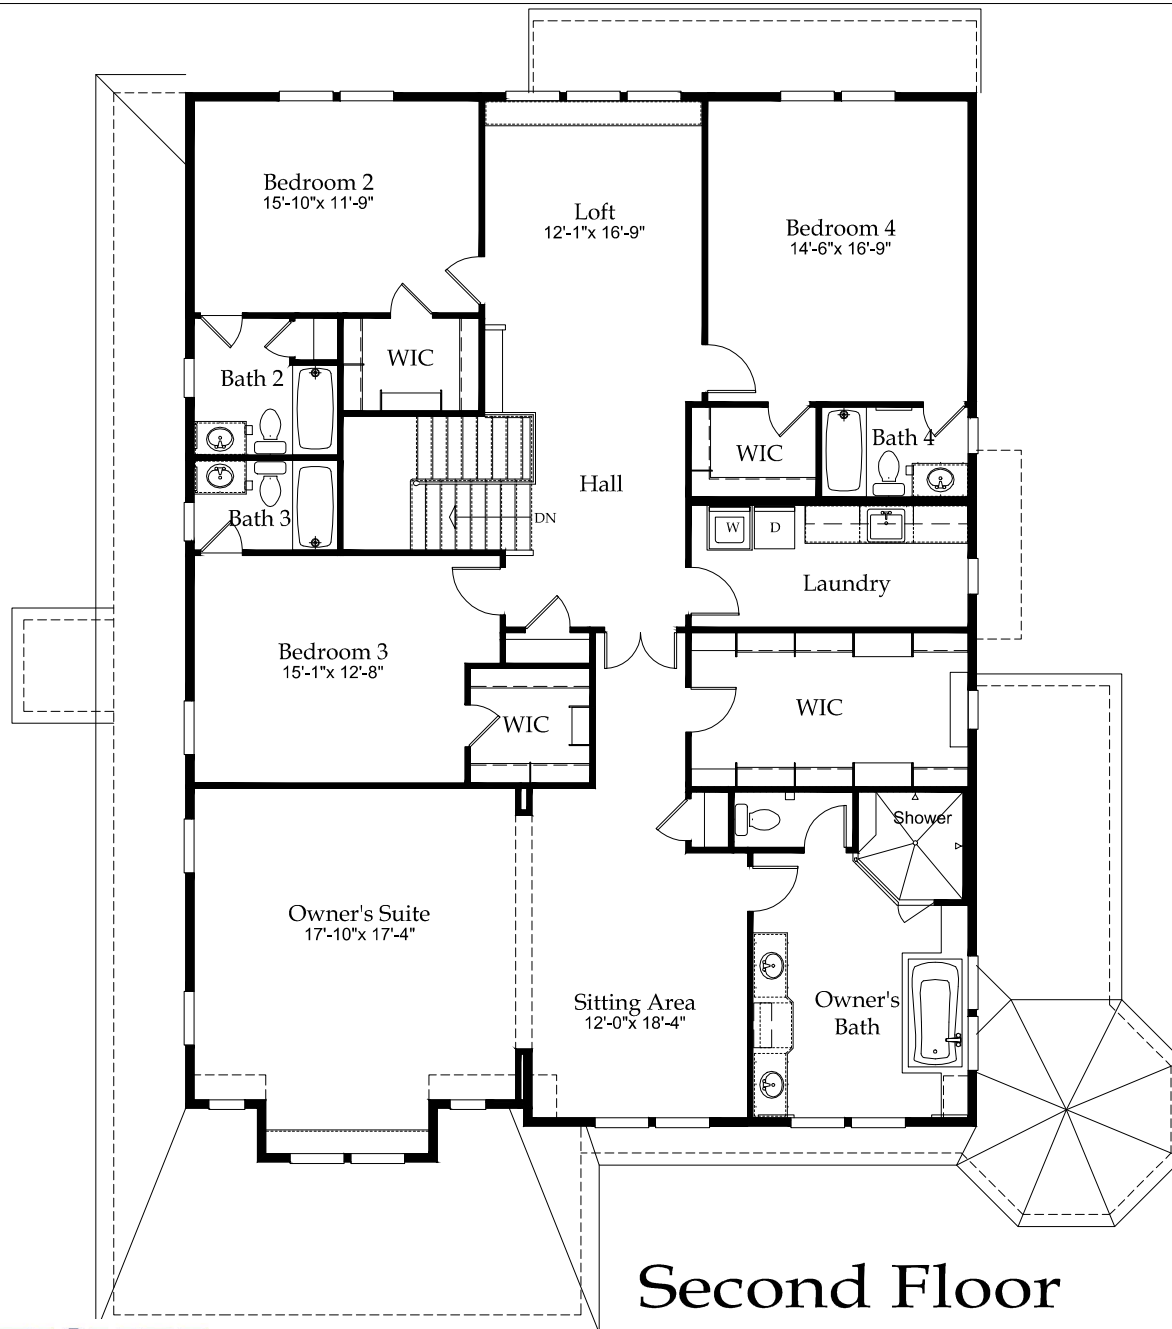 Bedroom 2
15'-10"x 11'-9"
Loft
12'-1"x 16'-9"
Bedroom 4
14'-6"x 16'-9"
WIC
Bath 2
Bath 4
WIC
Hall
Bath 3
DN
W
D
Laundry
Bedroom 3
15'-1"x 12'-8"
WIC
WIC
Shower
Owner's Suite
17'-10"x 17'-4"
Sitting Area
12'-0"x 18'-4"
Owner's
Bath
Second Floor